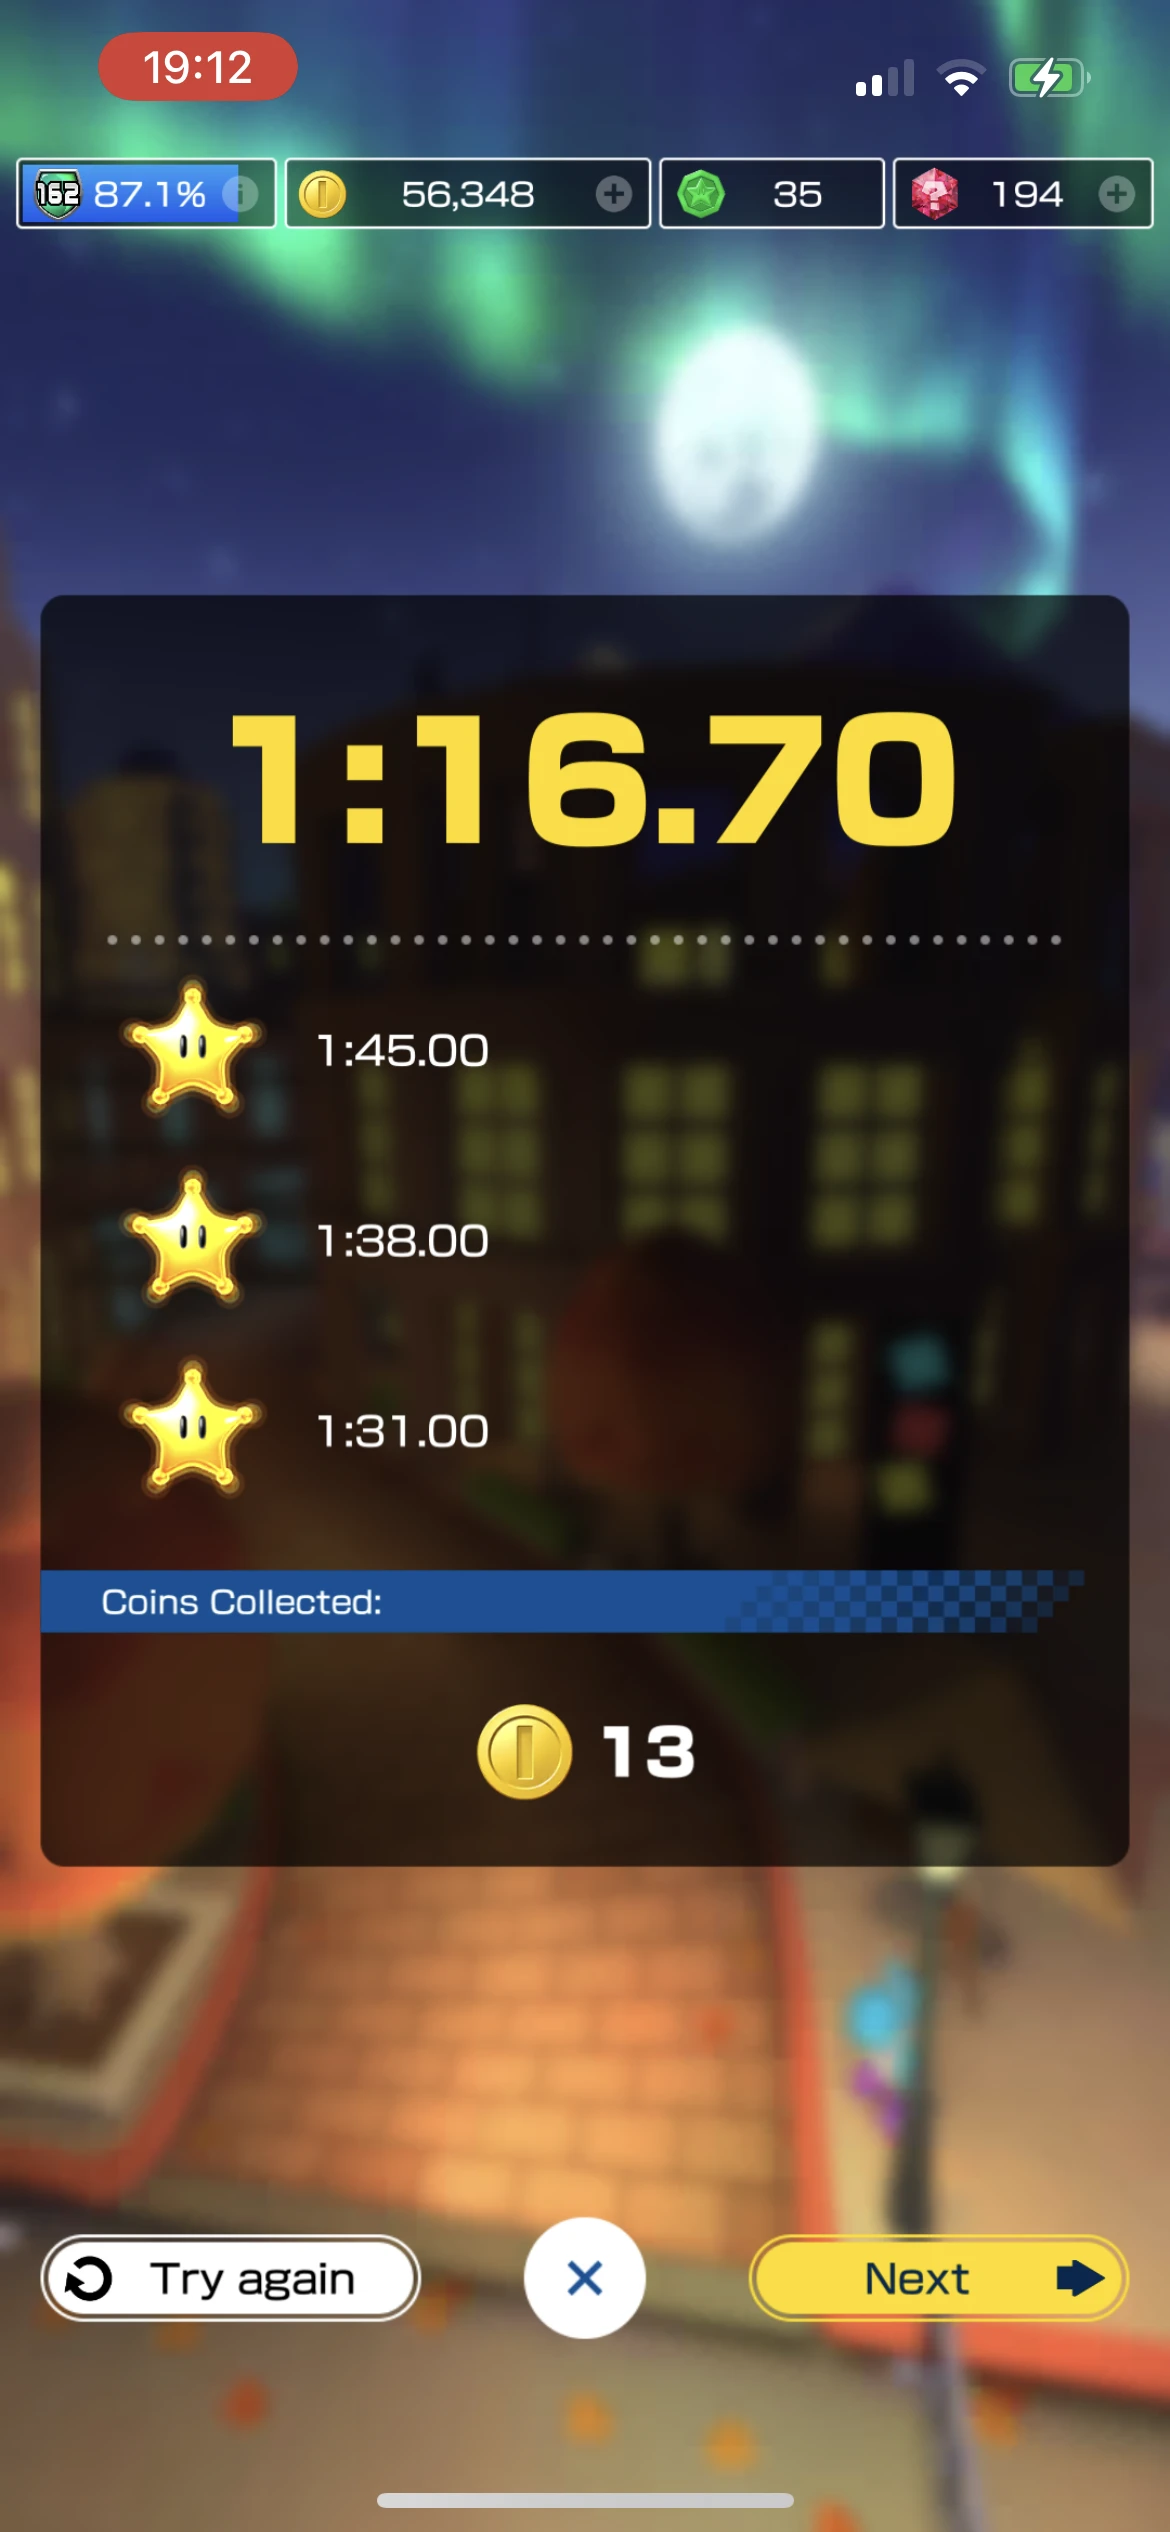 19:12
162 87.1% i 56,348 + 35 ? 194 +
1:16.70
1:45.00
1:38.00
1:31.00
Coins Collected:
13
Try again × Next